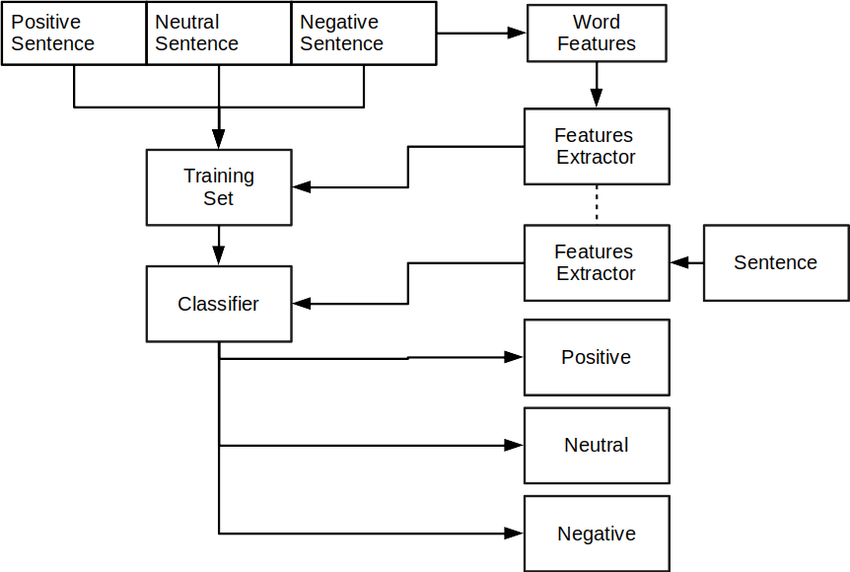 Positive
Sentence
Neutral
Sentence
Negative
Sentence
Word
Features
Features
Extractor
Training
Set
Features
Extractor
Sentence
Classifier
Positive
Neutral
Negative